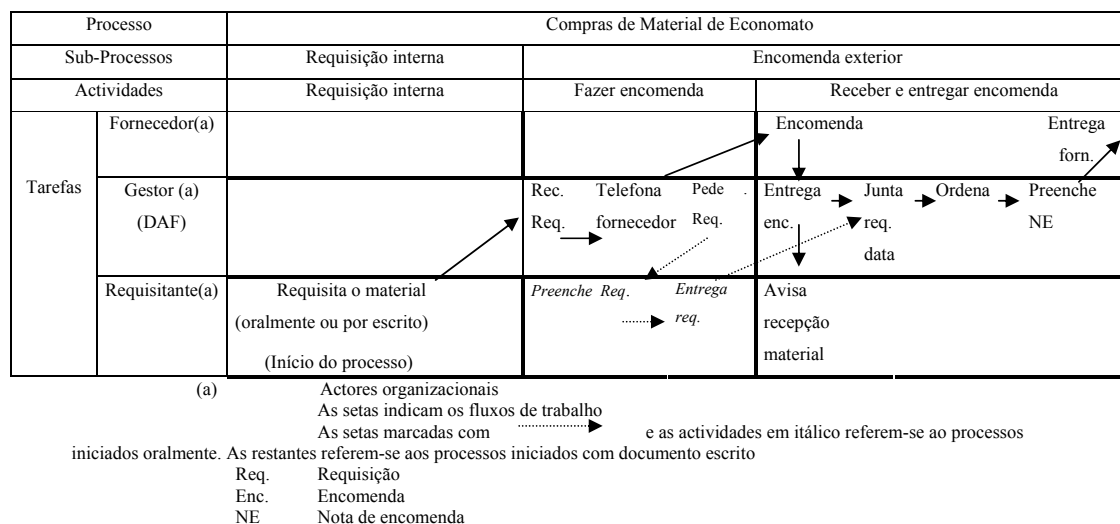 Processo Compras de Material de Economato
Sub-Processos Requisição interna Encomenda exterior
Actividades Requisição interna Fazer encomenda Receber e entregar encomenda
Tarefas
Fornecedor(a)
Encomenda
Entrega
forn.
Gestor (a)
(DAF)
Rec.
Req.
Telefona
fornecedor
Pede .
Req.
Entrega
enc.
Junta
req.
data
Ordena
Preenche
NE
Requisitante(a)
Requisita o material
(oralmente ou por escrito)
(Início do processo)
Preenche Req.
Entrega
req.
Avisa
recepção
material
(a) Actores organizacionais
As setas indicam os fluxos de trabalho
As setas marcadas com e as actividades em itálico referem-se ao processos
iniciados oralmente. As restantes referem-se aos processos iniciados com documento escrito
Req. Requisição
Enc. Encomenda
NE Nota de encomenda